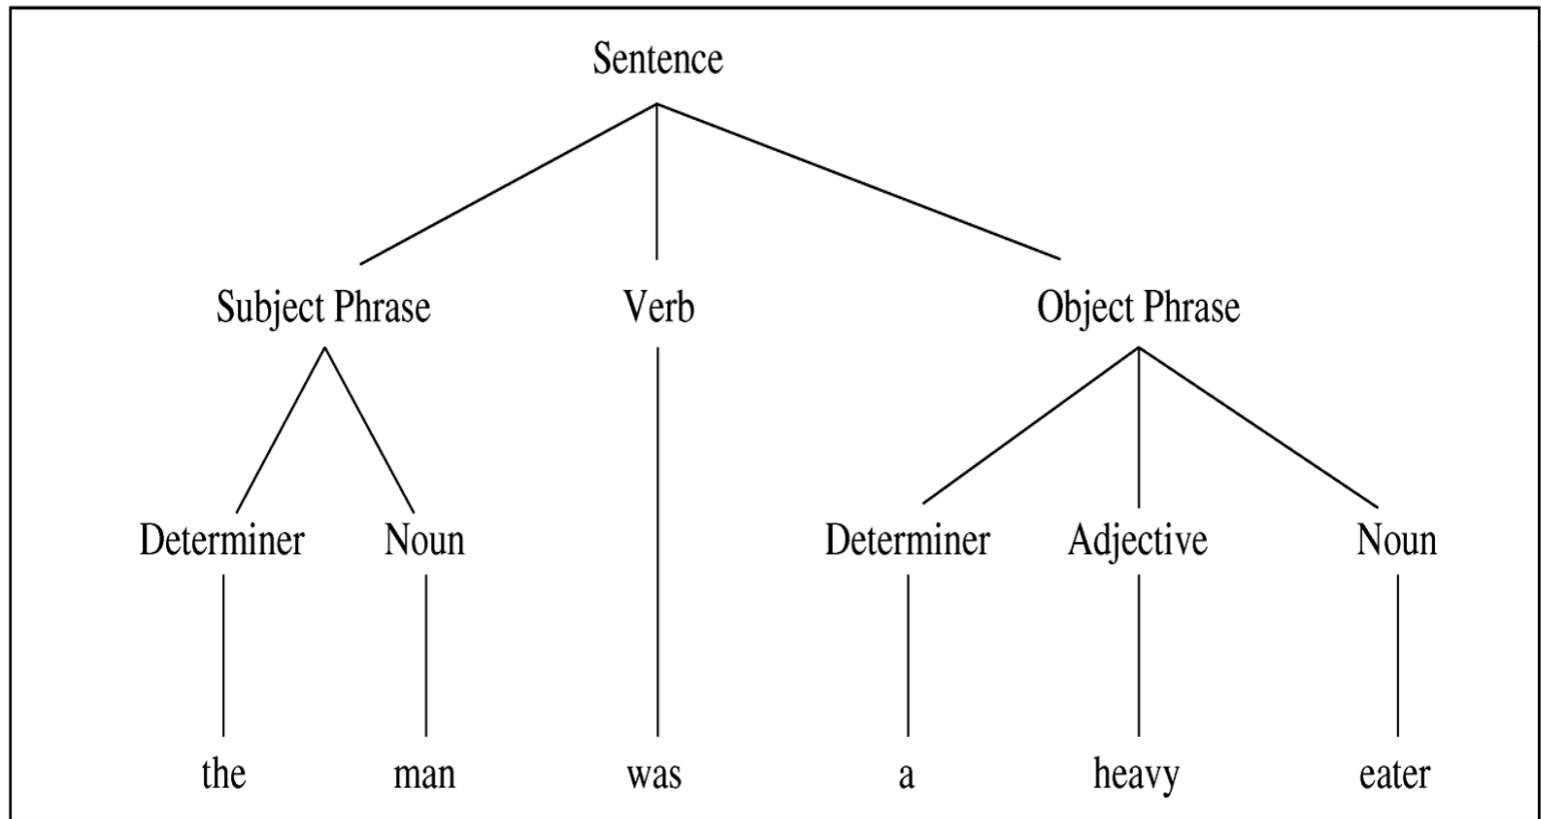 Sentence
Subject Phrase Verb Object Phrase
Determiner Noun Determiner Adjective Noun
the man was a heavy eater